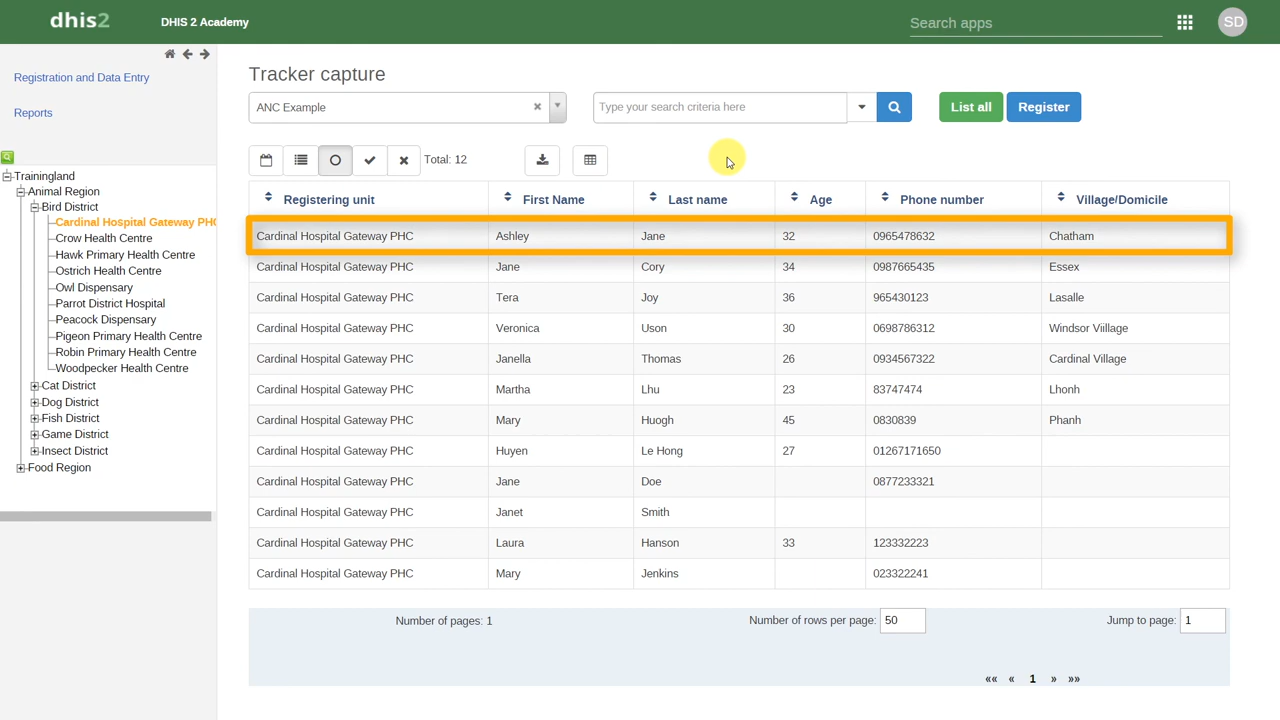 dhis2
DHIS 2 Academy
Search apps
SD
Registration and Data Entry
Reports
Trainingland
Animal Region
Bird District
Cardinal Hospital Gateway PHC
Crow Health Centre
Hawk Primary Health Centre
Ostrich Health Centre
Owl Dispensary
Parrot District Hospital
Peacock Dispensary
Pigeon Primary Health Centre
Robin Primary Health Centre
Woodpecker Health Centre
Cat District
Dog District
Fish District
Game District
Insect District
Food Region
Tracker capture
ANC Example
Type your search criteria here
List all
Register
Total: 12
Registering unit First Name Last name Age Phone number Village/Domicile
Cardinal Hospital Gateway PHC Ashley Jane 32 0965478632 Chatham
Cardinal Hospital Gateway PHC Jane Cory 34 0987665435 Essex
Cardinal Hospital Gateway PHC Tera Joy 36 965430123 Lasalle
Cardinal Hospital Gateway PHC Veronica Uson 30 0698786312 Windsor Viillage
Cardinal Hospital Gateway PHC Janella Thomas 26 0934567322 Cardinal Village
Cardinal Hospital Gateway PHC Martha Lhu 23 83747474 Lhonh
Cardinal Hospital Gateway PHC Mary Huogh 45 0830839 Phanh
Cardinal Hospital Gateway PHC Huyen Le Hong 27 01267171650
Cardinal Hospital Gateway PHC Jane Doe 0877233321
Cardinal Hospital Gateway PHC Janet Smith
Cardinal Hospital Gateway PHC Laura Hanson 33 123332223
Cardinal Hospital Gateway PHC Mary Jenkins 023322241
Number of pages: 1 Number of rows per page: 50 Jump to page: 1
«« « 1 » »»